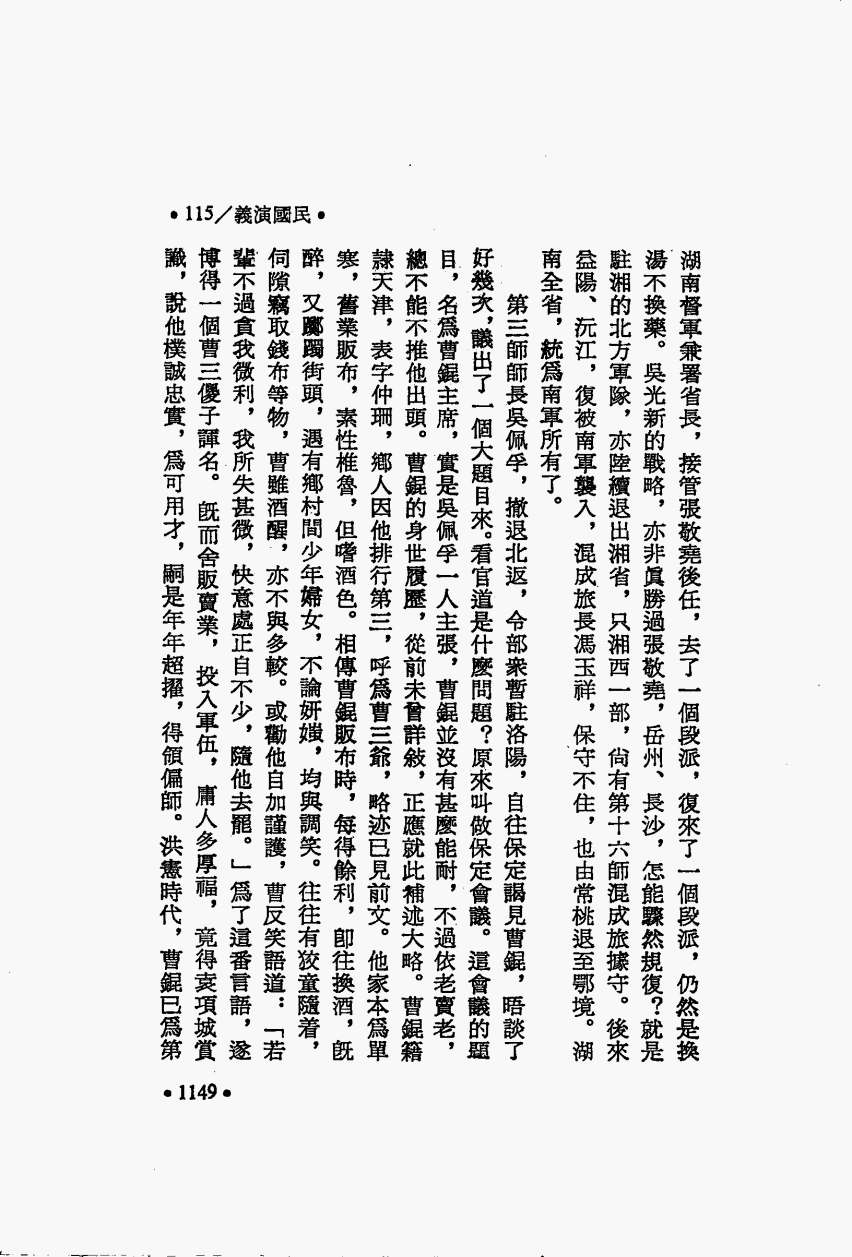 •115／義演國民•
湖南督軍兼署省長，接管張敬堯後任，去了一個段派，復來了一個段派，仍然是換
湯不換藥。吳光新的戰略，亦非眞勝過張敬堯，岳州、長沙，怎能驟然規復？就是
駐湘的北方軍隊，亦陸續退出湘省，只湘西一部，尙有第十六師混成旅據守。後來
益陽、沅江，復被南軍襲入，混成旅長馮玉祥，保守不住，也由常桃退至鄂境。湖
南全省，統爲南軍所有了。
第三師師長吳佩孚，撤退北返，令部衆暫駐洛陽，自往保定謁見曹錕，晤談了
好幾次，議出了一個大題目來。看官道是什麼問題？原來叫做保定會議。這會議的題
目，名爲曹錕主席，實是吳佩孚一人主張，曹錕並沒有甚麼能耐，不過依老賣老，
總不能不推他出頭。曹錕的身世履歷，從前未曾詳敍，正應就此補述大略。曹錕籍
隸天津，表字仲珊，鄉人因他排行第三，呼爲曹三爺，略迹已見前文。他家本爲單
寒，舊業販布，素性椎魯，但嗜酒色。相傳曹錕販布時，每得餘利，卽往換酒，旣
醉，又躑躅街頭，遇有鄉村間少年婦女，不論妍媸，均與調笑。往往有狡童隨着，
伺隙竊取錢布等物，曹雖酒醒，亦不與多較。或勸他自加謹護，曹反笑語道：「若
輩不過貪我微利，我所失甚微，快意處正自不少，隨他去罷。」爲了這番言語，遂
博得一個曹三傻子諢名。旣而舍販賣業，投入軍伍，庸人多厚福，竟得袁項城賞
識，說他樸誠忠實，爲可用才，嗣是年年超擢，得領偏師。洪憲時代，曹錕已爲第
•1149•